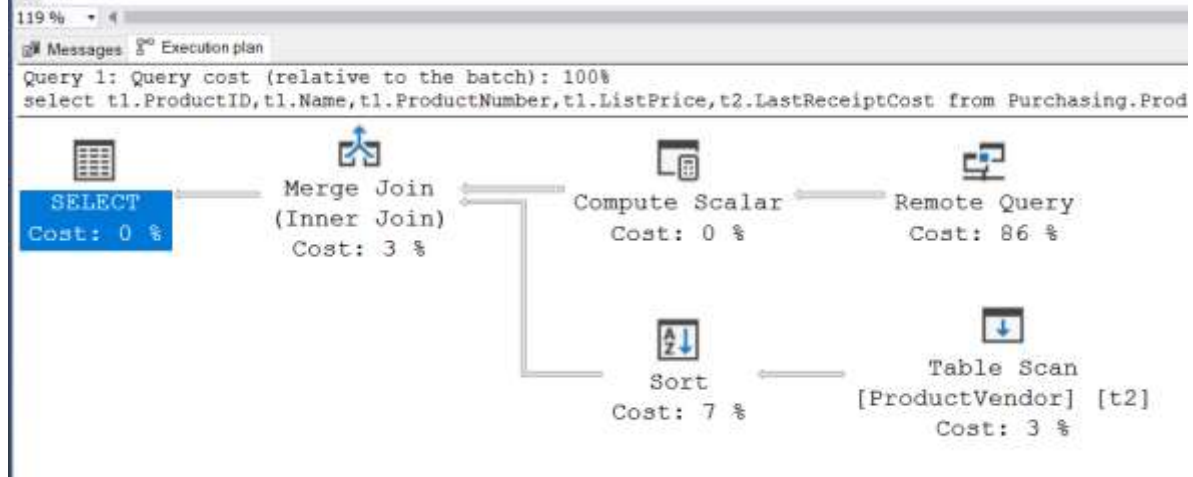 119 %
Messages Execution plan
Query 1: Query cost (relative to the batch): 100%
select t1.ProductID,t1.Name,t1.ProductNumber,t1.ListPrice,t2.LastReceiptCost from Purchasing.Prod
SELECT
Cost: 0 %
Merge Join
(Inner Join)
Cost: 3 %
Compute Scalar
Cost: 0 %
Remote Query
Cost: 86 %
Sort
Cost: 7 %
Table Scan
[ProductVendor] [t2]
Cost: 3 %